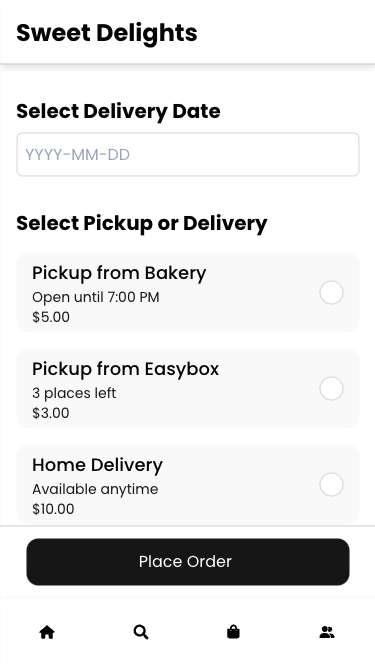 Sweet Delights
Select Delivery Date
YYYY-MM-DD
Select Pickup or Delivery
Pickup from Bakery
Open until 7:00 PM
$5.00
Pickup from Easybox
3 places left
$3.00
Home Delivery
Available anytime
$10.00
Place Order